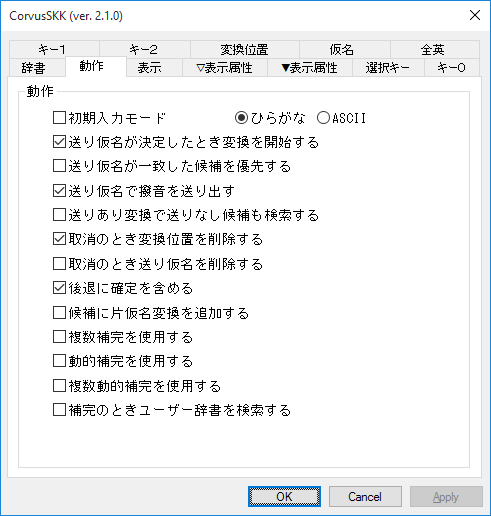 CorvusSKK (ver. 2.1.0)
キー1 キー2 変換位置 仮名 全英
辞書 動作 表示 ▽表示属性 ▼表示属性 選択キー キー0
動作
初期入力モード ひらがな ASCII
送り仮名が決定したとき変換を開始する
送り仮名が一致した候補を優先する
送り仮名で撥音を送り出す
送りあり変換で送りなし候補も検索する
取消のとき変換位置を削除する
取消のとき送り仮名を削除する
後退に確定を含める
候補に片仮名変換を追加する
複数補完を使用する
動的補完を使用する
複数動的補完を使用する
補完のときユーザー辞書を検索する
OK Cancel Apply